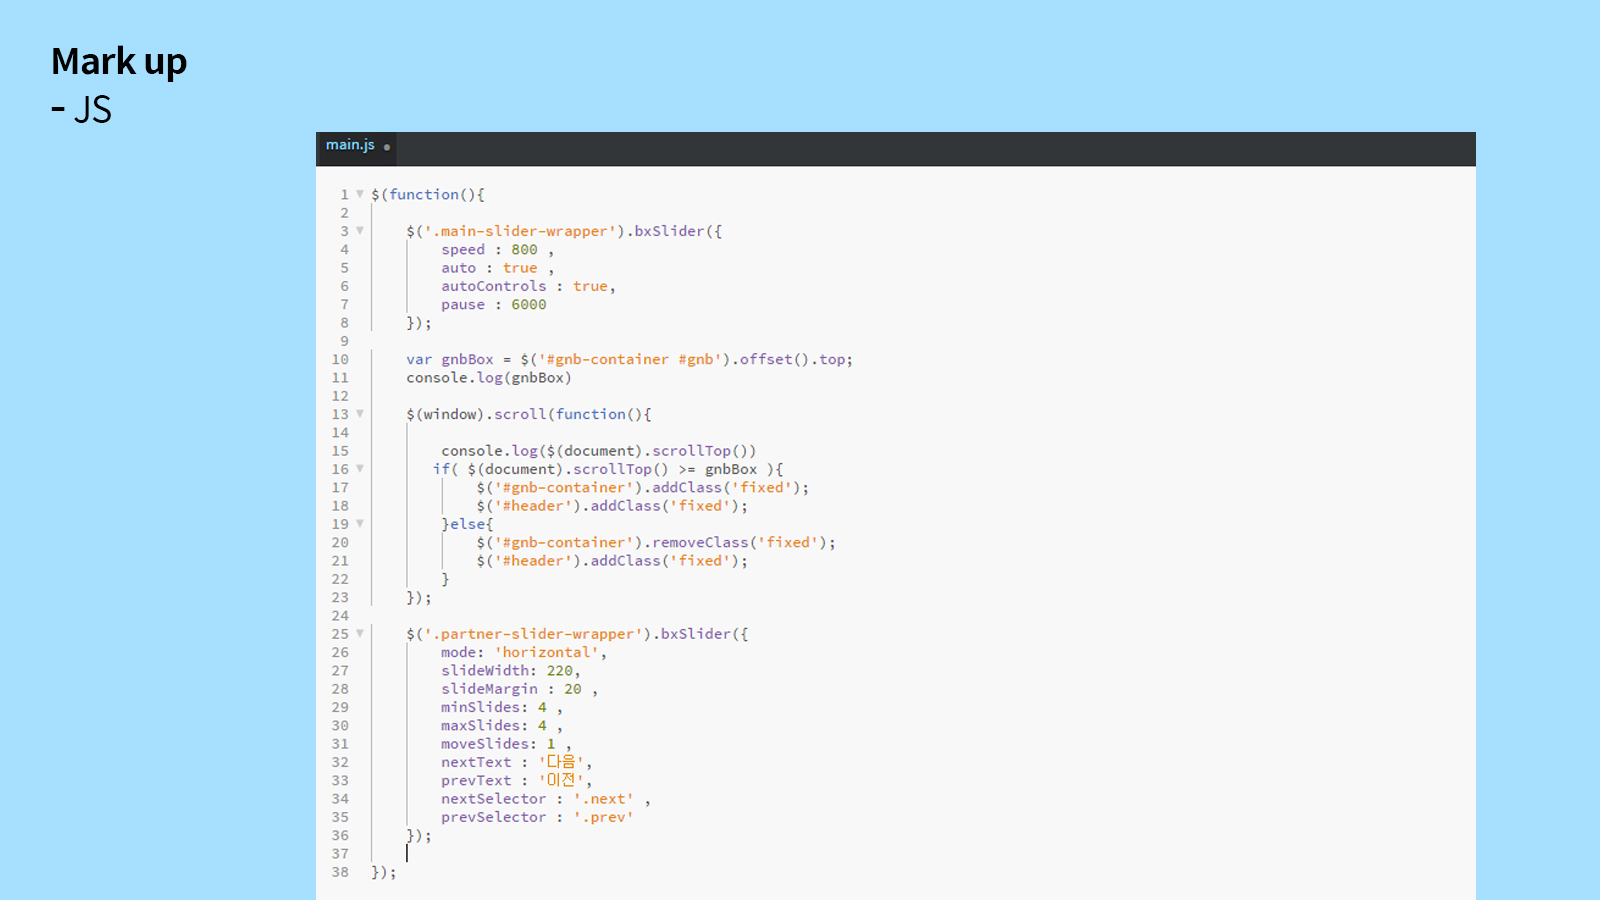 Mark up
- JS
main.js
1 $(function(){
2
3 $('.main-slider-wrapper').bxSlider({
4 speed : 800 ,
5 auto : true ,
6 autoControls : true,
7 pause : 6000
8 });
9
10 var gnbBox = $('#gnb-container #gnb').offset().top;
11 console.log(gnbBox)
12
13 $(window).scroll(function(){
14
15 console.log($(document).scrollTop())
16 if( $(document).scrollTop() >= gnbBox ){
17 $('#gnb-container').addClass('fixed');
18 $('#header').addClass('fixed');
19 }else{
20 $('#gnb-container').removeClass('fixed');
21 $('#header').addClass('fixed');
22 }
23 });
24
25 $('.partner-slider-wrapper').bxSlider({
26 mode: 'horizontal',
27 slideWidth: 220,
28 slideMargin : 20 ,
29 minSlides: 4 ,
30 maxSlides: 4 ,
31 moveSlides: 1 ,
32 nextText : '다음',
33 prevText : '이전',
34 nextSelector : '.next' ,
35 prevSelector : '.prev'
36 });
37
38 });